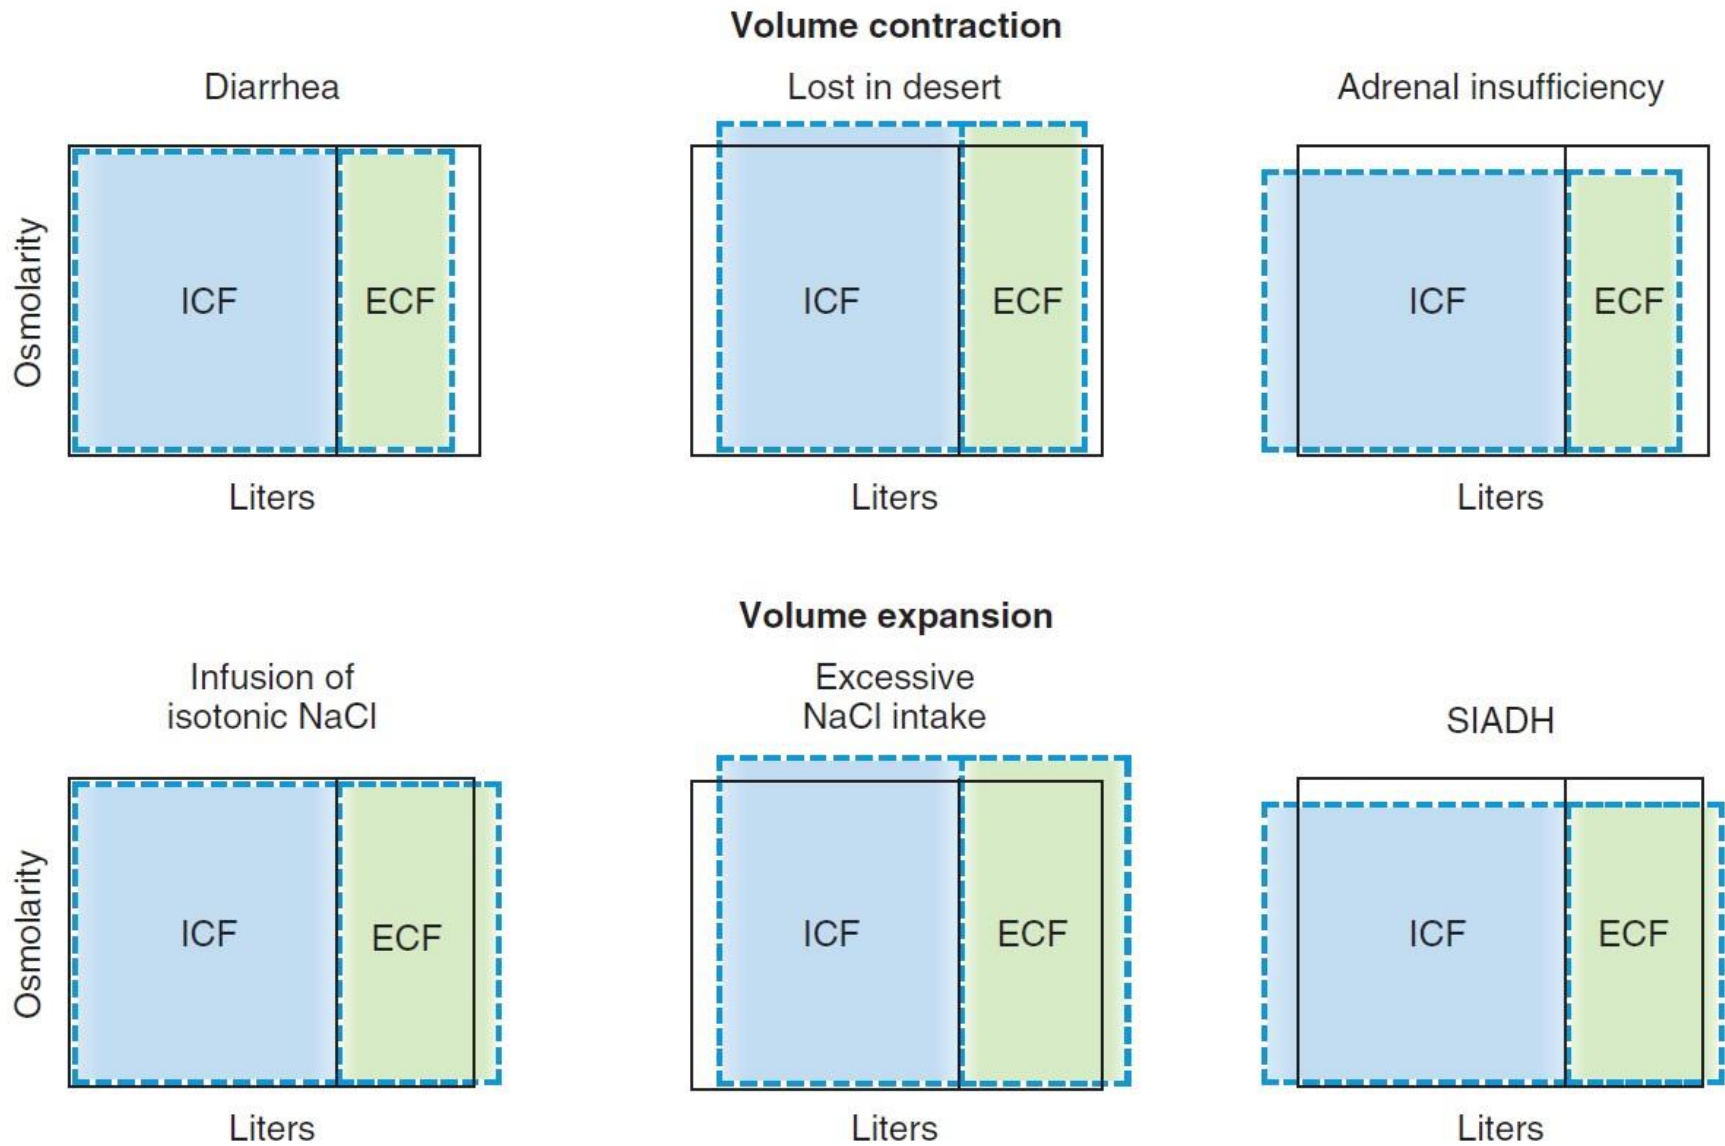 Volume contraction
Diarrhea
Lost in desert
Adrenal insufficiency
Osmolarity
ICF
ECF
ICF
ECF
ICF
ECF
Liters
Liters
Liters
Volume expansion
Infusion of
isotonic NaCl
Excessive
NaCl intake
SIADH
Osmolarity
ICF
ECF
ICF
ECF
ICF
ECF
Liters
Liters
Liters